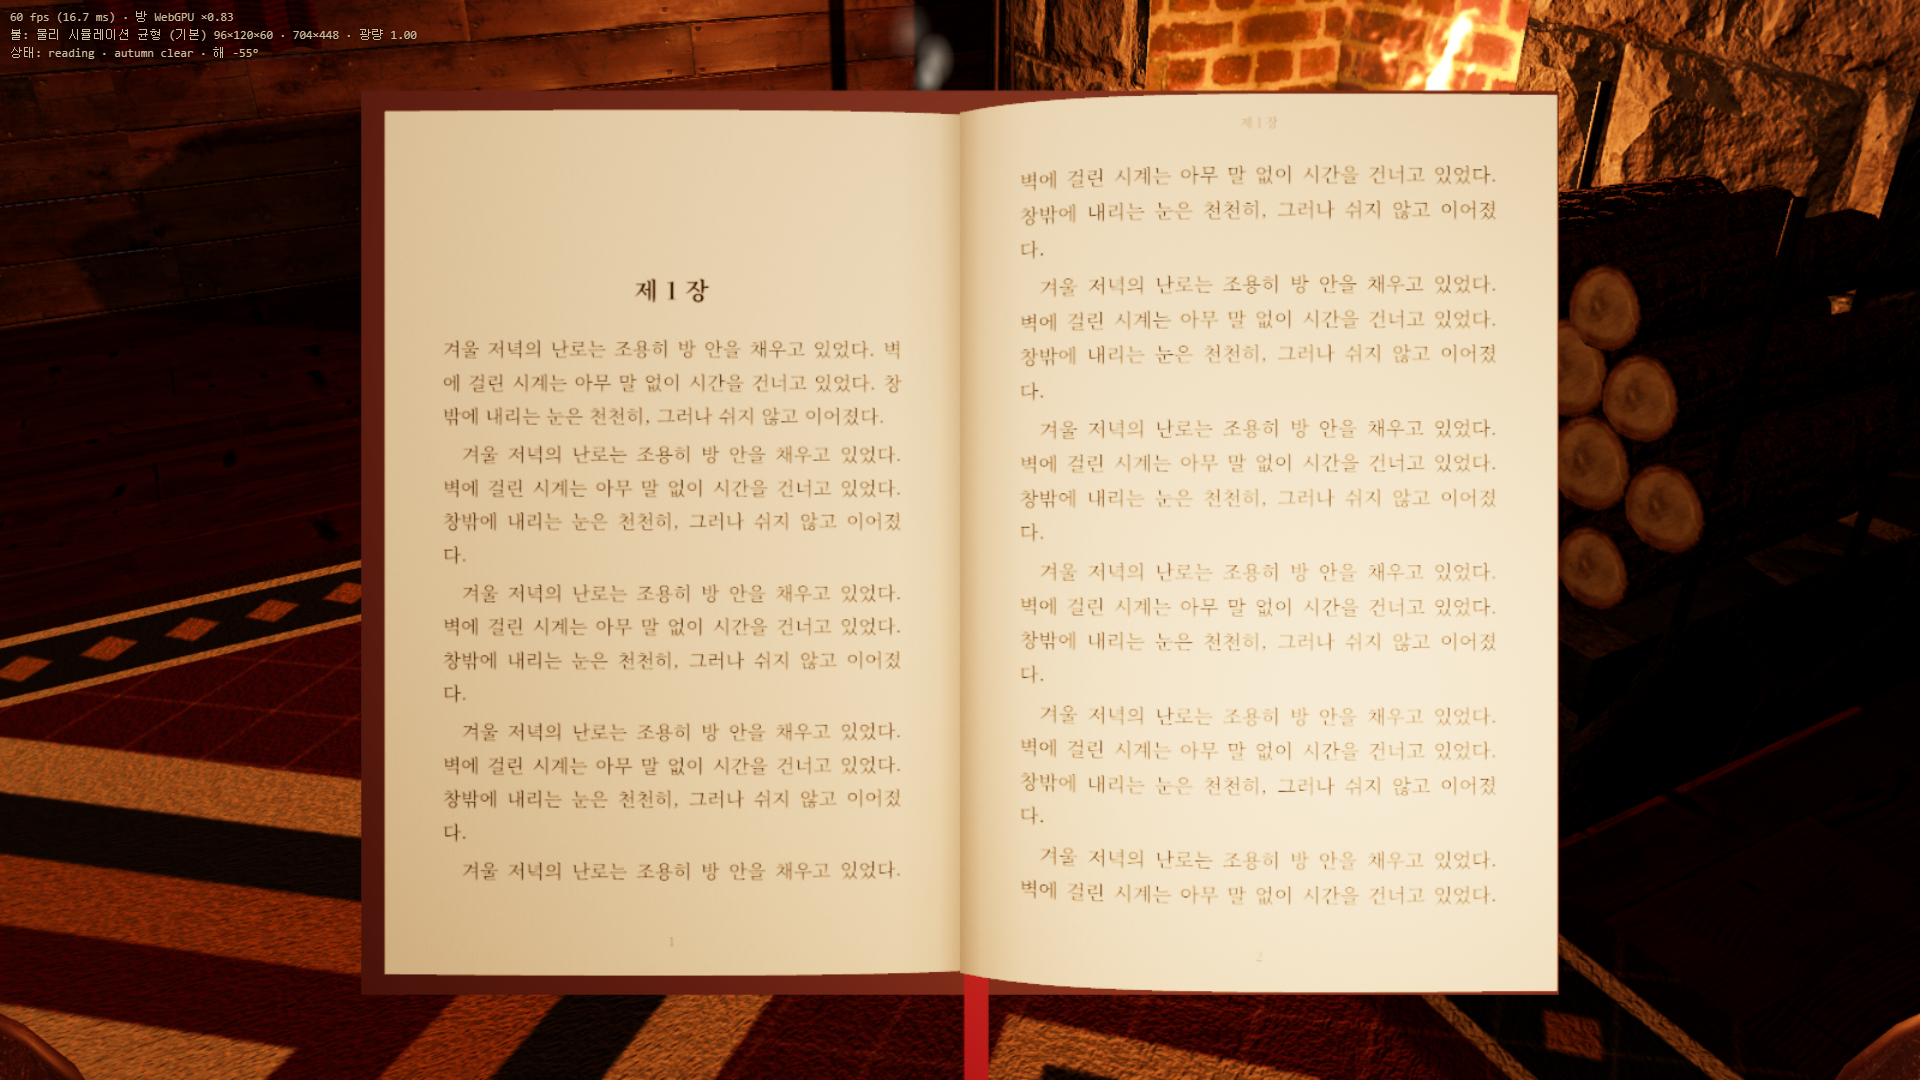 60 fps (16.7 ms) · 방 WebGPU ×0.83
불: 물리 시뮬레이션 균형 (기본) 96×120×60 · 704×448 · 광량 1.00
상태: reading · autumn clear · 해 -55°
제 1 장
겨울 저녁의 난로는 조용히 방 안을 채우고 있었다. 벽
에 걸린 시계는 아무 말 없이 시간을 건너고 있었다. 창
밖에 내리는 눈은 천천히, 그러나 쉬지 않고 이어졌다.
겨울 저녁의 난로는 조용히 방 안을 채우고 있었다.
벽에 걸린 시계는 아무 말 없이 시간을 건너고 있었다.
창밖에 내리는 눈은 천천히, 그러나 쉬지 않고 이어졌
다.
겨울 저녁의 난로는 조용히 방 안을 채우고 있었다.
벽에 걸린 시계는 아무 말 없이 시간을 건너고 있었다.
창밖에 내리는 눈은 천천히, 그러나 쉬지 않고 이어졌
다.
겨울 저녁의 난로는 조용히 방 안을 채우고 있었다.
벽에 걸린 시계는 아무 말 없이 시간을 건너고 있었다.
창밖에 내리는 눈은 천천히, 그러나 쉬지 않고 이어졌
다.
겨울 저녁의 난로는 조용히 방 안을 채우고 있었다.
1
제 1 장
벽에 걸린 시계는 아무 말 없이 시간을 건너고 있었다.
창밖에 내리는 눈은 천천히, 그러나 쉬지 않고 이어졌
다.
겨울 저녁의 난로는 조용히 방 안을 채우고 있었다.
벽에 걸린 시계는 아무 말 없이 시간을 건너고 있었다.
창밖에 내리는 눈은 천천히, 그러나 쉬지 않고 이어졌
다.
겨울 저녁의 난로는 조용히 방 안을 채우고 있었다.
벽에 걸린 시계는 아무 말 없이 시간을 건너고 있었다.
창밖에 내리는 눈은 천천히, 그러나 쉬지 않고 이어졌
다.
겨울 저녁의 난로는 조용히 방 안을 채우고 있었다.
벽에 걸린 시계는 아무 말 없이 시간을 건너고 있었다.
창밖에 내리는 눈은 천천히, 그러나 쉬지 않고 이어졌
다.
겨울 저녁의 난로는 조용히 방 안을 채우고 있었다.
벽에 걸린 시계는 아무 말 없이 시간을 건너고 있었다.
창밖에 내리는 눈은 천천히, 그러나 쉬지 않고 이어졌
다.
겨울 저녁의 난로는 조용히 방 안을 채우고 있었다.
벽에 걸린 시계는 아무 말 없이 시간을 건너고 있었다.
2